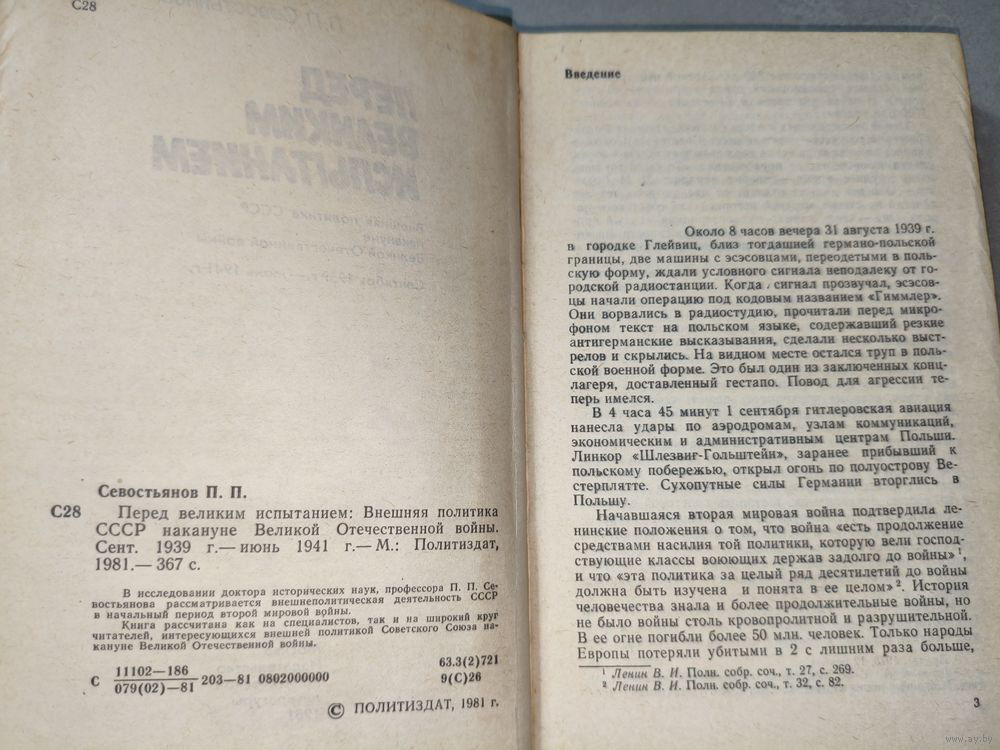 С28
Севостьянов П. П.
С28 Перед великим испытанием: Внешняя политика
СССР накануне Великой Отечественной войны.
Сент. 1939 г.— июнь 1941 г.— М.: Политиздат,
1981.— 367 с.
В исследовании доктора исторических наук, профессора П. П. Се-
востьянова рассматривается внешнеполитическая деятельность СССР
в начальный период второй мировой войны.
Книга рассчитана как на специалистов, так и на широкий круг
читателей, интересующихся внешней политикой Советского Союза на-
кануне Великой Отечественной войны.
11102—186
С 203—81 0802000000
079(02)—81
63.3(2)721
9(С)26
© ПОЛИТИЗДАТ, 1981 г.
Введение
Около 8 часов вечера 31 августа 1939 г.
в городке Глейвиц, близ тогдашней германо-польской
границы, две машины с эсэсовцами, переодетыми в поль-
скую форму, ждали условного сигнала неподалеку от го-
родской радиостанции. Когда сигнал прозвучал, эсэсов-
цы начали операцию под кодовым названием «Гиммлер».
Они ворвались в радиостудию, прочитали перед микро-
фоном текст на польском языке, содержавший резкие
антигерманские высказывания, сделали несколько выст-
релов и скрылись. На видном месте остался труп в поль-
ской военной форме. Это был один из заключенных конц-
лагеря, доставленный гестапо. Повод для агрессии те-
перь имелся.
В 4 часа 45 минут 1 сентября гитлеровская авиация
нанесла удары по аэродромам, узлам коммуникаций,
экономическим и административным центрам Польши.
Линкор «Шлезвиг-Гольштейн», заранее прибывший к
польскому побережью, открыл огонь по полуострову Ве-
стерплятте. Сухопутные силы Германии вторглись в
Польшу.
Начавшаяся вторая мировая война подтвердила ле-
нинские положения о том, что война «есть продолжение
средствами насилия той политики, которую вели господ-
ствующие классы воюющих держав задолго до войны»¹,
и что «эта политика за целый ряд десятилетий до войны
должна быть изучена и понята в ее целом»². История
человечества знала и более продолжительные войны, но
не было войны столь кровопролитной и разрушительной.
В ее огне погибли более 50 млн. человек. Только народы
Европы потеряли убитыми в 2 с лишним раза больше,
¹ Ленин В. И. Полн. собр. соч., т. 27, с. 269.
² Ленин В. И. Полн. собр. соч., т. 32, с. 82.
3
www.ay.by